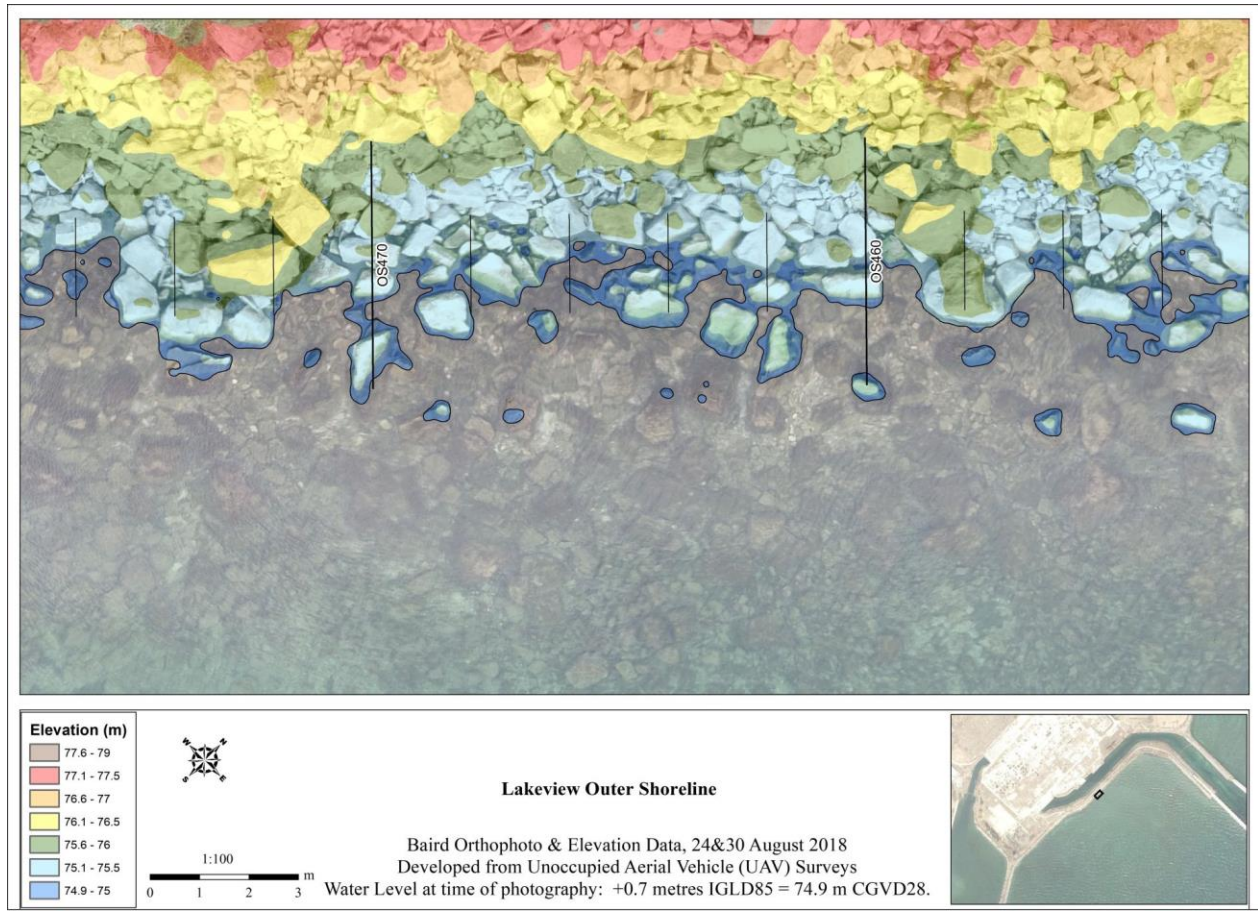 OS470
OS460
Elevation (m)
77.6 - 79
77.1 - 77.5
76.6 - 77
76.1 - 76.5
75.6 - 76
75.1 - 75.5
74.9 - 75
W N
S E
1:100
m
0 1 2 3
Lakeview Outer Shoreline
Baird Orthophoto & Elevation Data, 24&30 August 2018
Developed from Unoccupied Aerial Vehicle (UAV) Surveys
Water Level at time of photography: +0.7 metres IGLD85 = 74.9 m CGVD28.